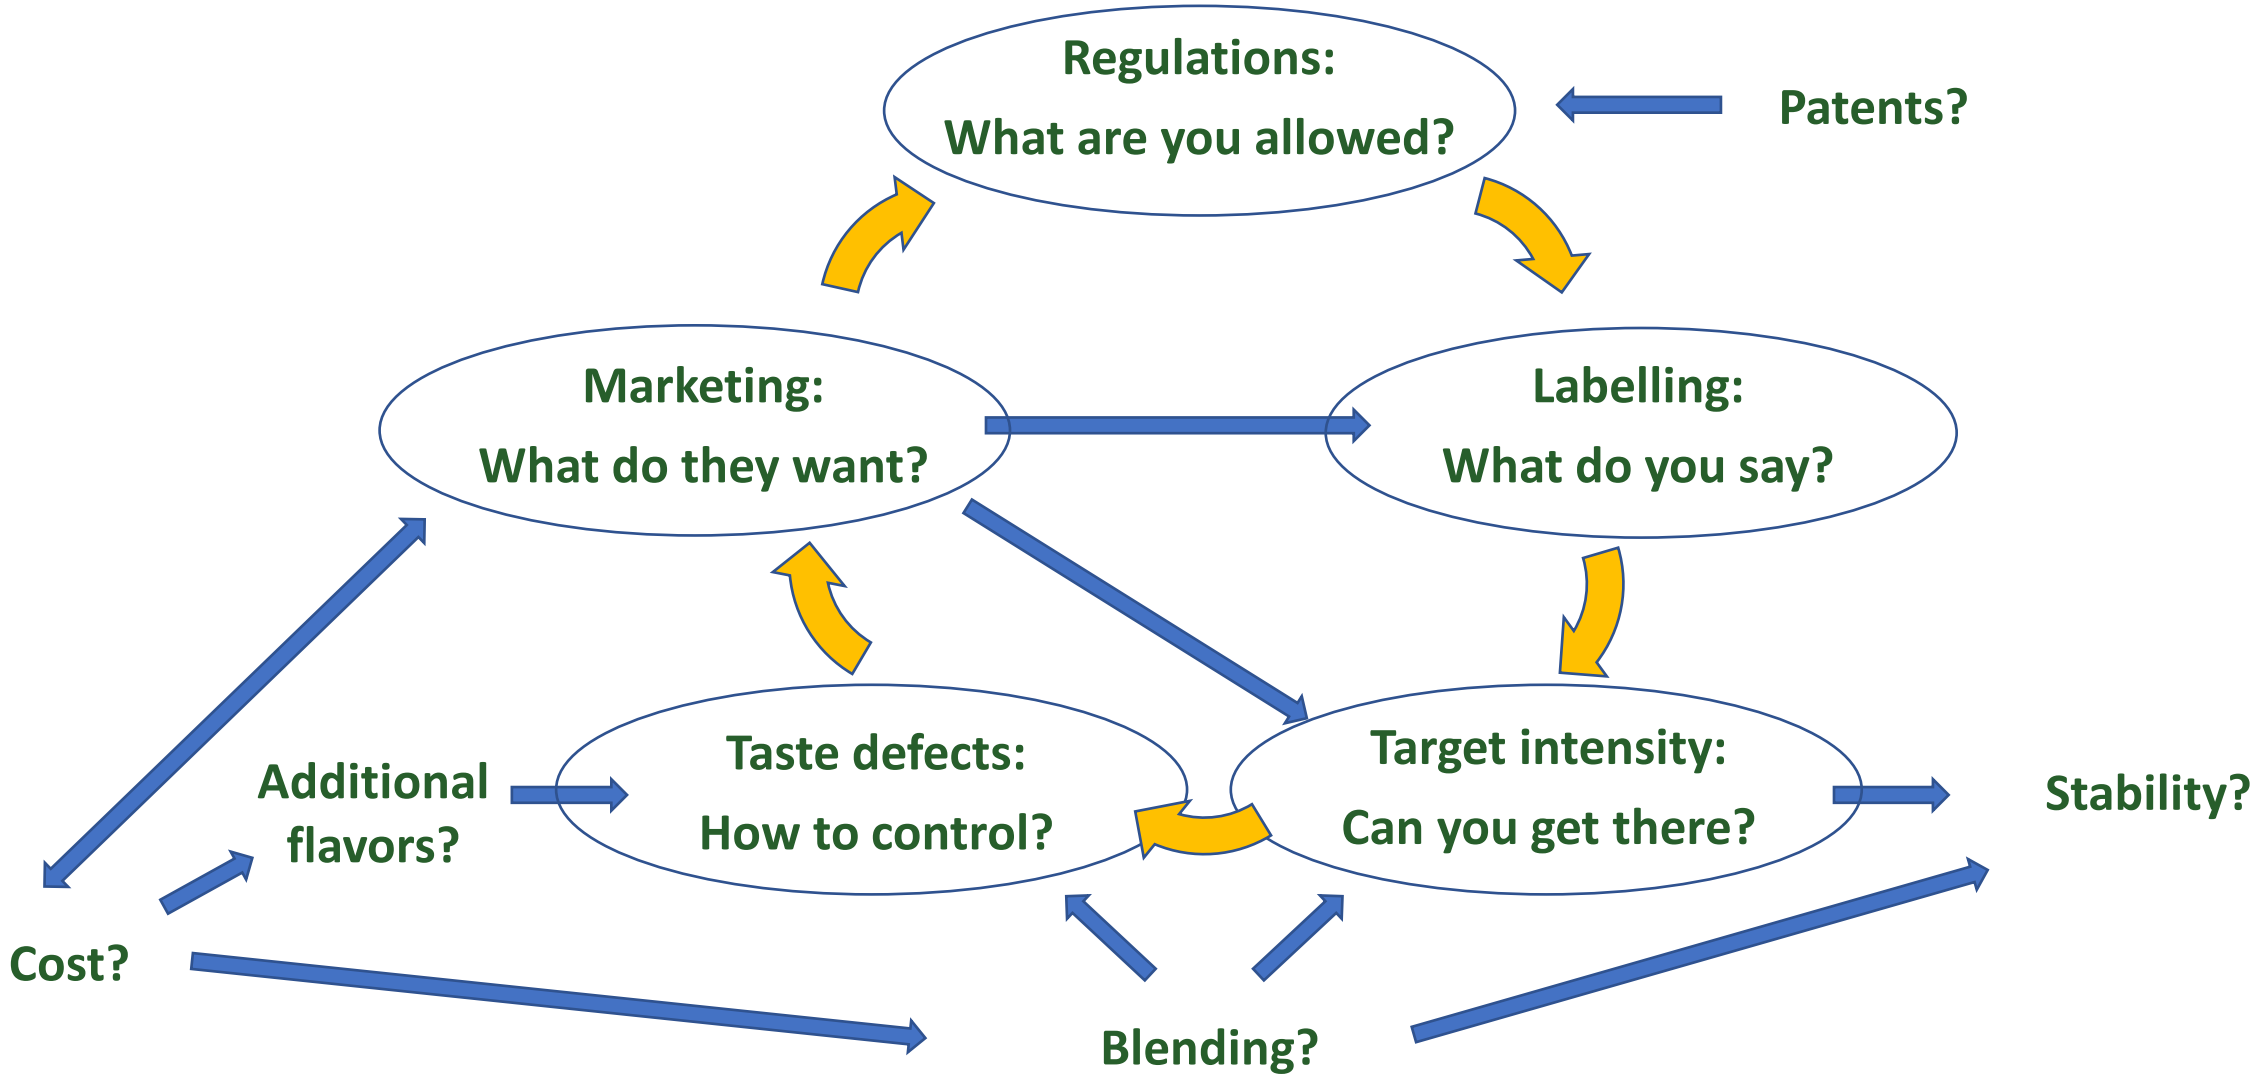 Regulations:
What are you allowed?
Patents?
Marketing:
What do they want?
Labelling:
What do you say?
Additional
flavors?
Taste defects:
How to control?
Target intensity:
Can you get there?
Stability?
Cost?
Blending?